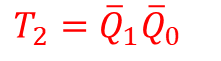 T₂ = Q̄₁Q̄₀